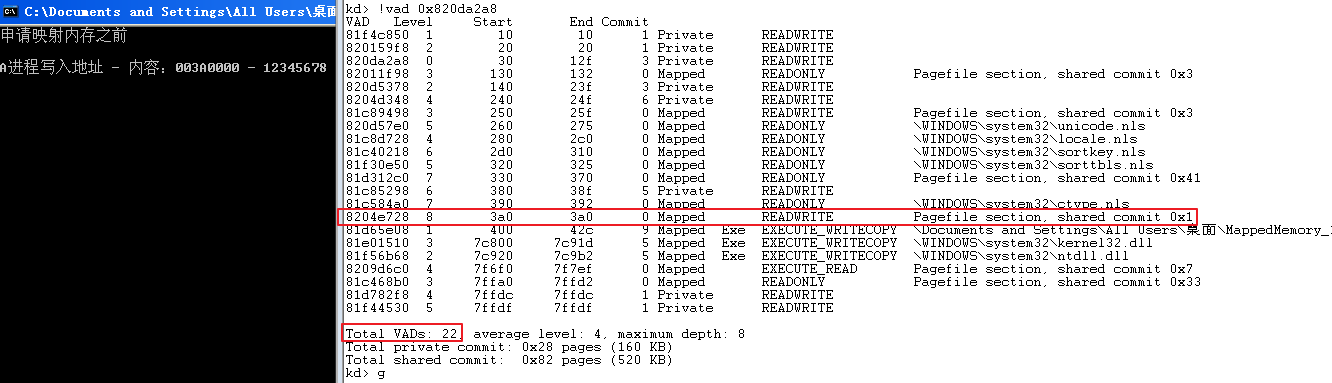 C:\Documents and Settings\All Users\桌面
申请映射内存之前
A进程写入地址 - 内容: 003A0000 - 12345678
kd> !vad 0x820da2a8
VAD Level Start End Commit
81f4c850 1 10 10 1 Private READWRITE
820159f8 2 20 20 1 Private READWRITE
820da2a8 0 30 12f 3 Private READWRITE
82011f98 3 130 132 0 Mapped READONLY Pagefile section, shared commit 0x3
820d5378 2 140 23f 3 Private READWRITE
8204d348 4 240 24f 6 Private READWRITE
81c89498 3 250 25f 0 Mapped READWRITE Pagefile section, shared commit 0x3
820d57e0 5 260 275 0 Mapped READONLY \WINDOWS\system32\unicode.nls
81c8d728 4 280 2c0 0 Mapped READONLY \WINDOWS\system32\locale.nls
81c40218 6 2d0 310 0 Mapped READONLY \WINDOWS\system32\sortkey.nls
81f30e50 5 320 325 0 Mapped READONLY \WINDOWS\system32\sorttbls.nls
81d312c0 7 330 370 0 Mapped READONLY Pagefile section, shared commit 0x41
81c85298 6 380 38f 5 Private READWRITE
81c584a0 7 390 392 0 Mapped READONLY \WINDOWS\system32\ctype.nls
8204e728 8 3a0 3a0 0 Mapped READWRITE Pagefile section, shared commit 0x1
81d65e08 1 400 42c 9 Mapped Exe EXECUTE_WRITECOPY \Documents and Settings\All Users\桌面\MappedMemory_
81e01510 3 7c800 7c91d 5 Mapped Exe EXECUTE_WRITECOPY \WINDOWS\system32\kernel32.dll
81f56b68 2 7c920 7c9b2 5 Mapped Exe EXECUTE_WRITECOPY \WINDOWS\system32\ntdll.dll
8209d6c0 4 7f6f0 7f7ef 0 Mapped EXECUTE_READ Pagefile section, shared commit 0x7
81c468b0 3 7ffa0 7ffd2 0 Mapped READONLY Pagefile section, shared commit 0x33
81d782f8 4 7ffdc 7ffdc 1 Private READWRITE
81f44530 5 7ffdf 7ffdf 1 Private READWRITE
Total VADs: 22 average level: 4, maximum depth: 8
Total private commit: 0x28 pages (160 KB)
Total shared commit: 0x82 pages (520 KB)
kd> g